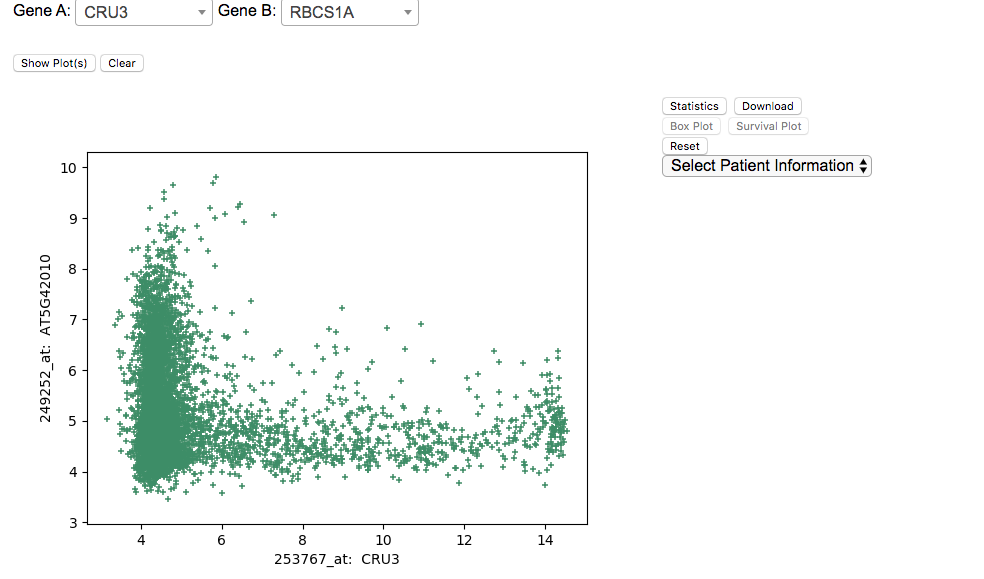 Gene A: CRU3 Gene B: RBCS1A
Show Plot(s) Clear
Statistics Download
Box Plot Survival Plot
Reset
Select Patient Information
10
9
8
7
6
5
4
3
249252_at: AT5G42010
4 6 8 10 12 14
253767_at: CRU3